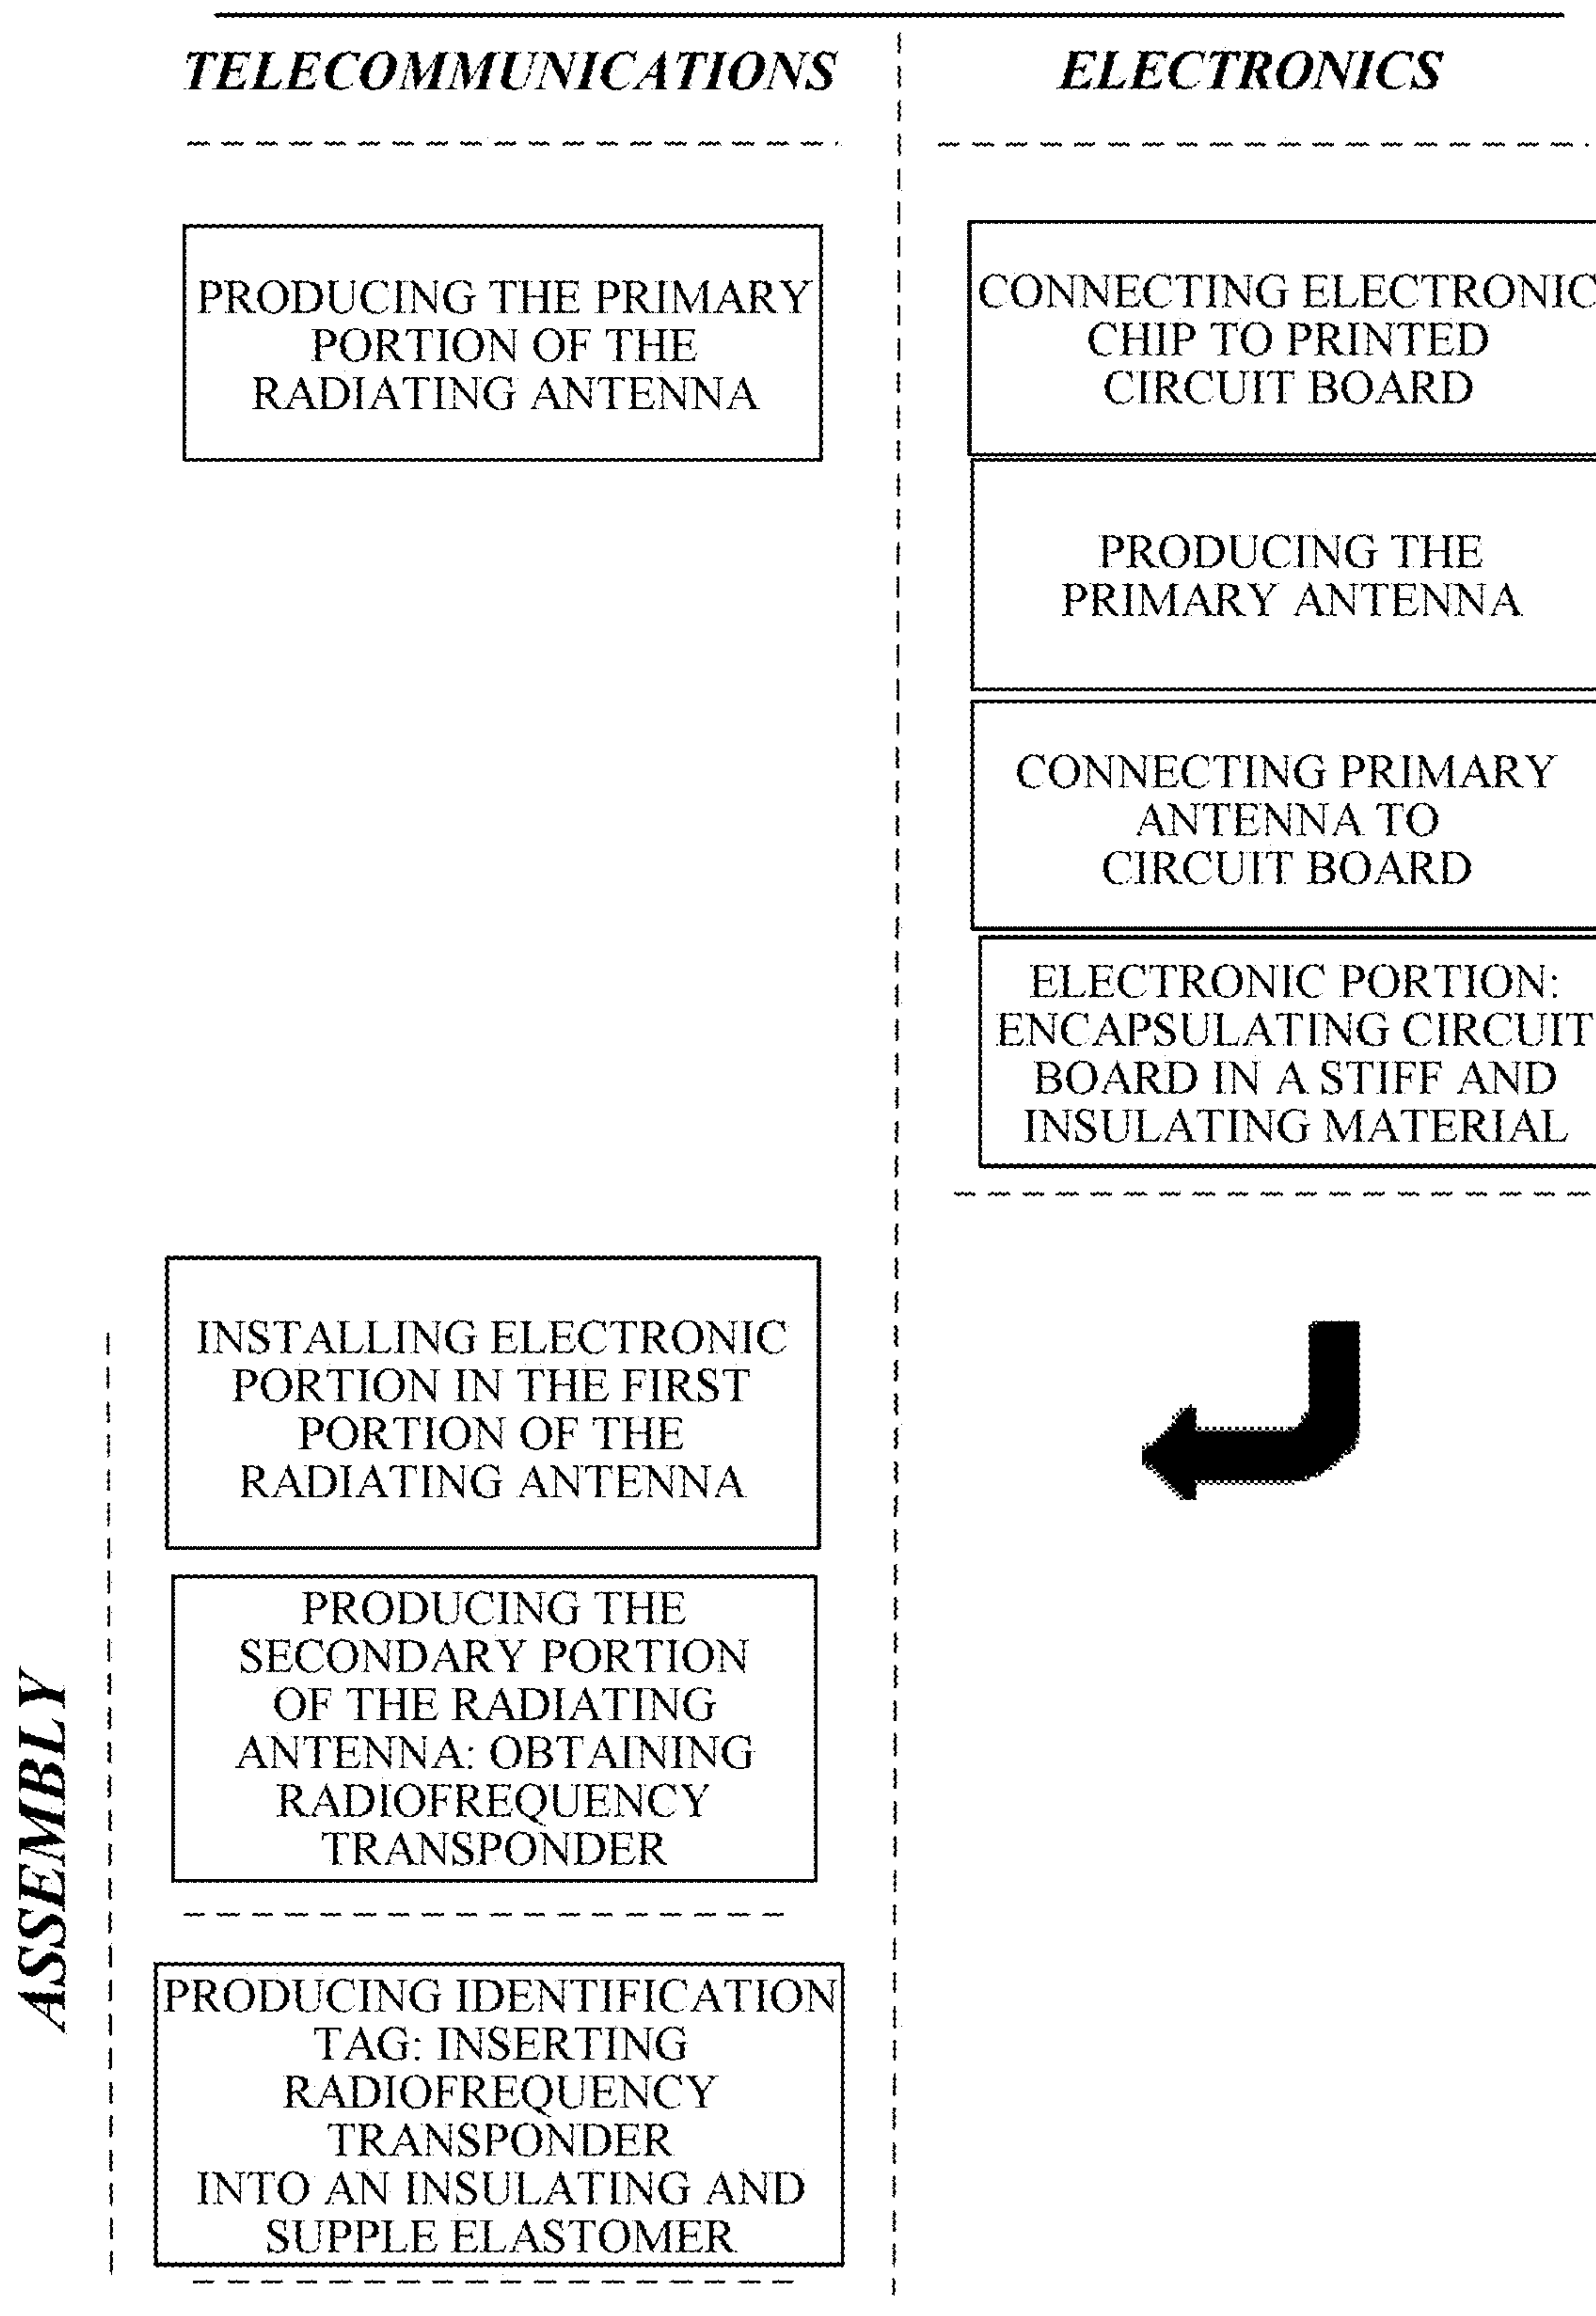 TELECOMMUNICATIONS
ELECTRONICS
PRODUCING THE PRIMARY
PORTION OF THE
RADIATING ANTENNA
CONNECTING ELECTRONIC
CHIP TO PRINTED
CIRCUIT BOARD
PRODUCING THE
PRIMARY ANTENNA
CONNECTING PRIMARY
ANTENNA TO
CIRCUIT BOARD
ELECTRONIC PORTION:
ENCAPSULATING CIRCUIT
BOARD IN A STIFF AND
INSULATING MATERIAL
ASSEMBLY
INSTALLING ELECTRONIC
PORTION IN THE FIRST
PORTION OF THE
RADIATING ANTENNA
PRODUCING THE
SECONDARY PORTION
OF THE RADIATING
ANTENNA: OBTAINING
RADIOFREQUENCY
TRANSPONDER
PRODUCING IDENTIFICATION
TAG: INSERTING
RADIOFREQUENCY
TRANSPONDER
INTO AN INSULATING AND
SUPPLE ELASTOMER